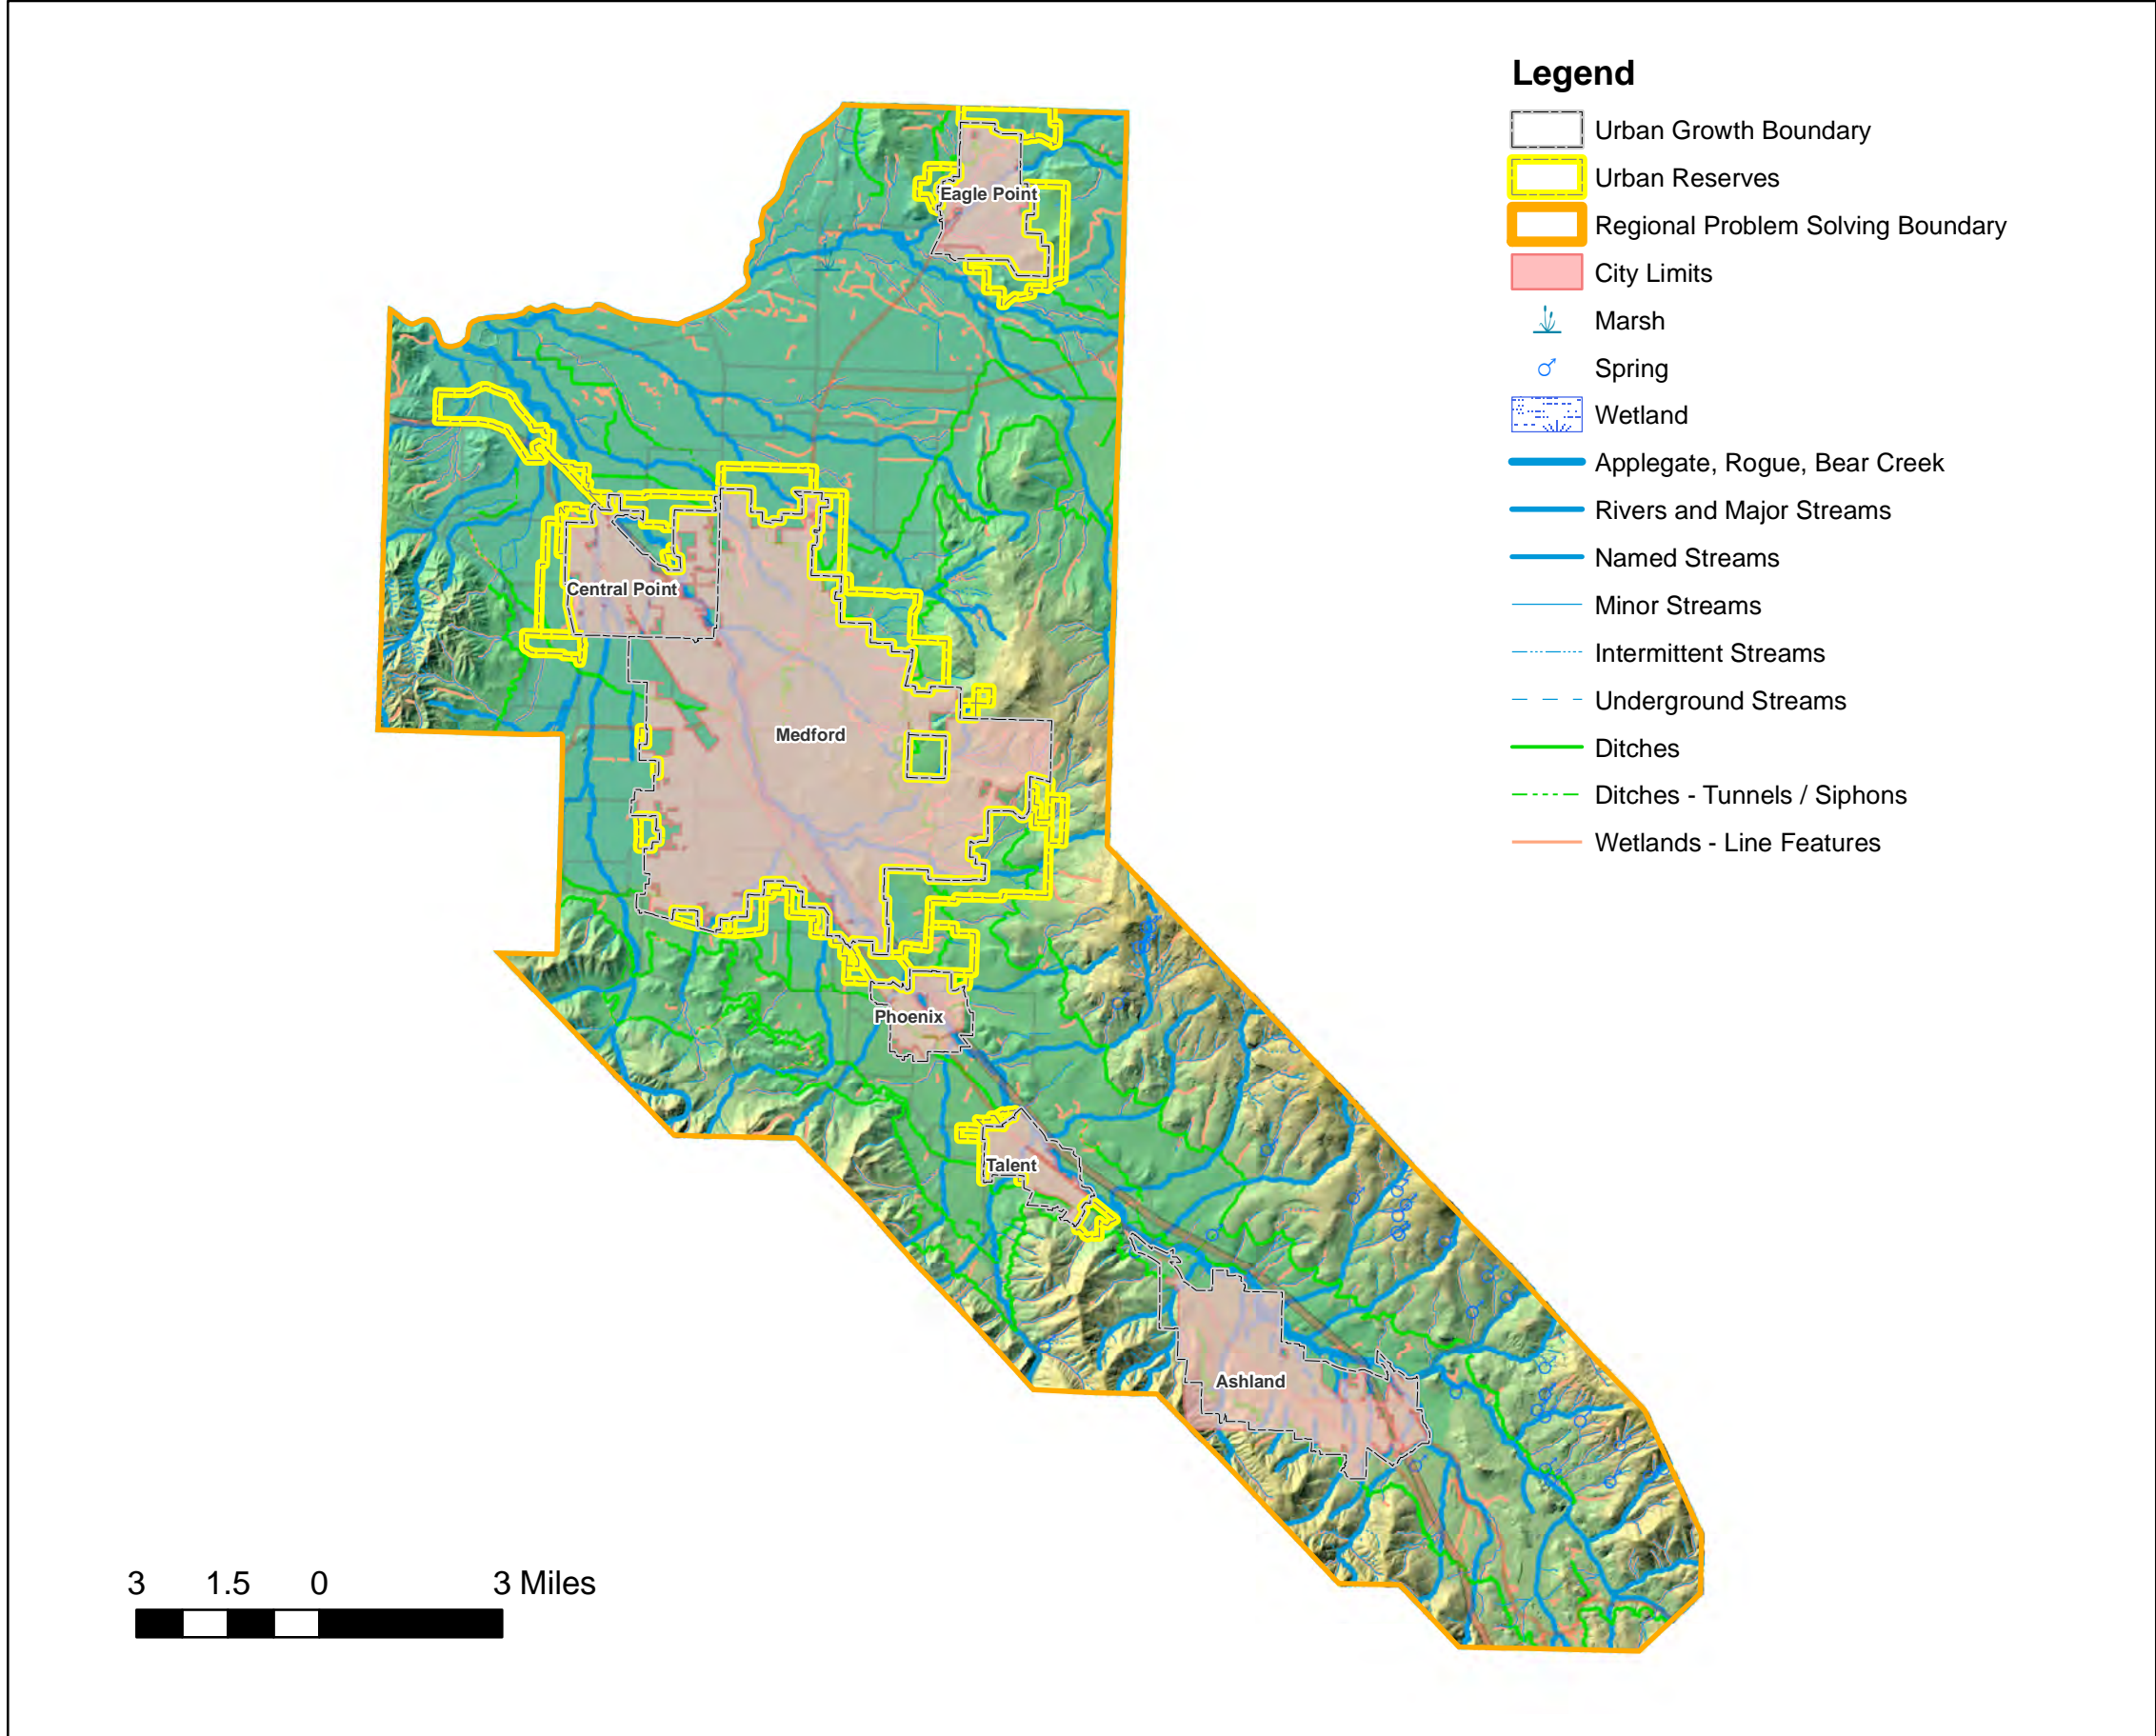 Legend
Urban Growth Boundary
Urban Reserves
Regional Problem Solving Boundary
City Limits
Marsh
Spring
Wetland
Applegate, Rogue, Bear Creek
Rivers and Major Streams
Named Streams
Minor Streams
Intermittent Streams
Underground Streams
Ditches
Ditches - Tunnels / Siphons
Wetlands - Line Features
Eagle Point
Central Point
Medford
Phoenix
Talent
Ashland
3 1.5 0 3 Miles